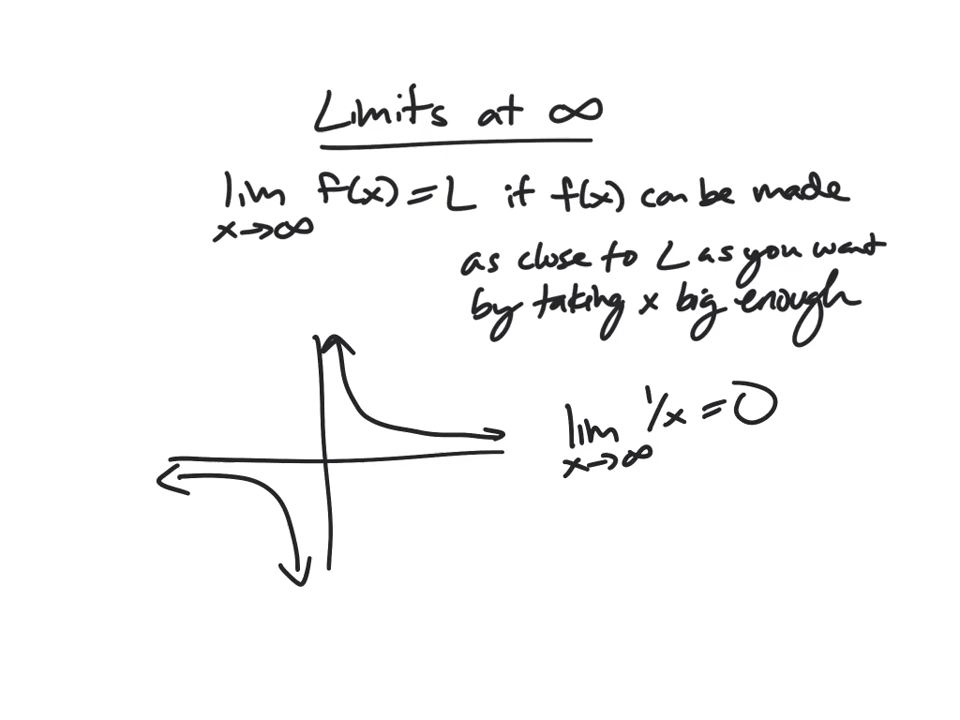 Limits at ∞
lim f(x) = L if f(x) can be made
x→∞
as close to L as you want
by taking x big enough
lim 1/x = 0
x→∞